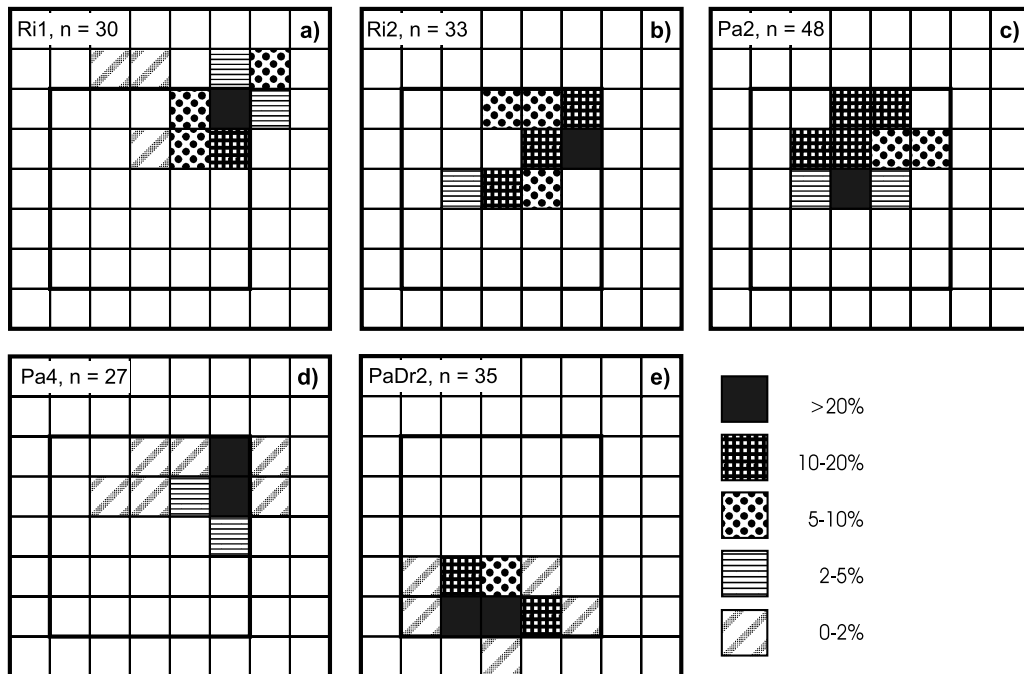 Ri1, n = 30 a)
Ri2, n = 33 b)
Pa2, n = 48 c)
Pa4, n = 27 d)
PaDr2, n = 35 e)
>20%
10-20%
5-10%
2-5%
0-2%